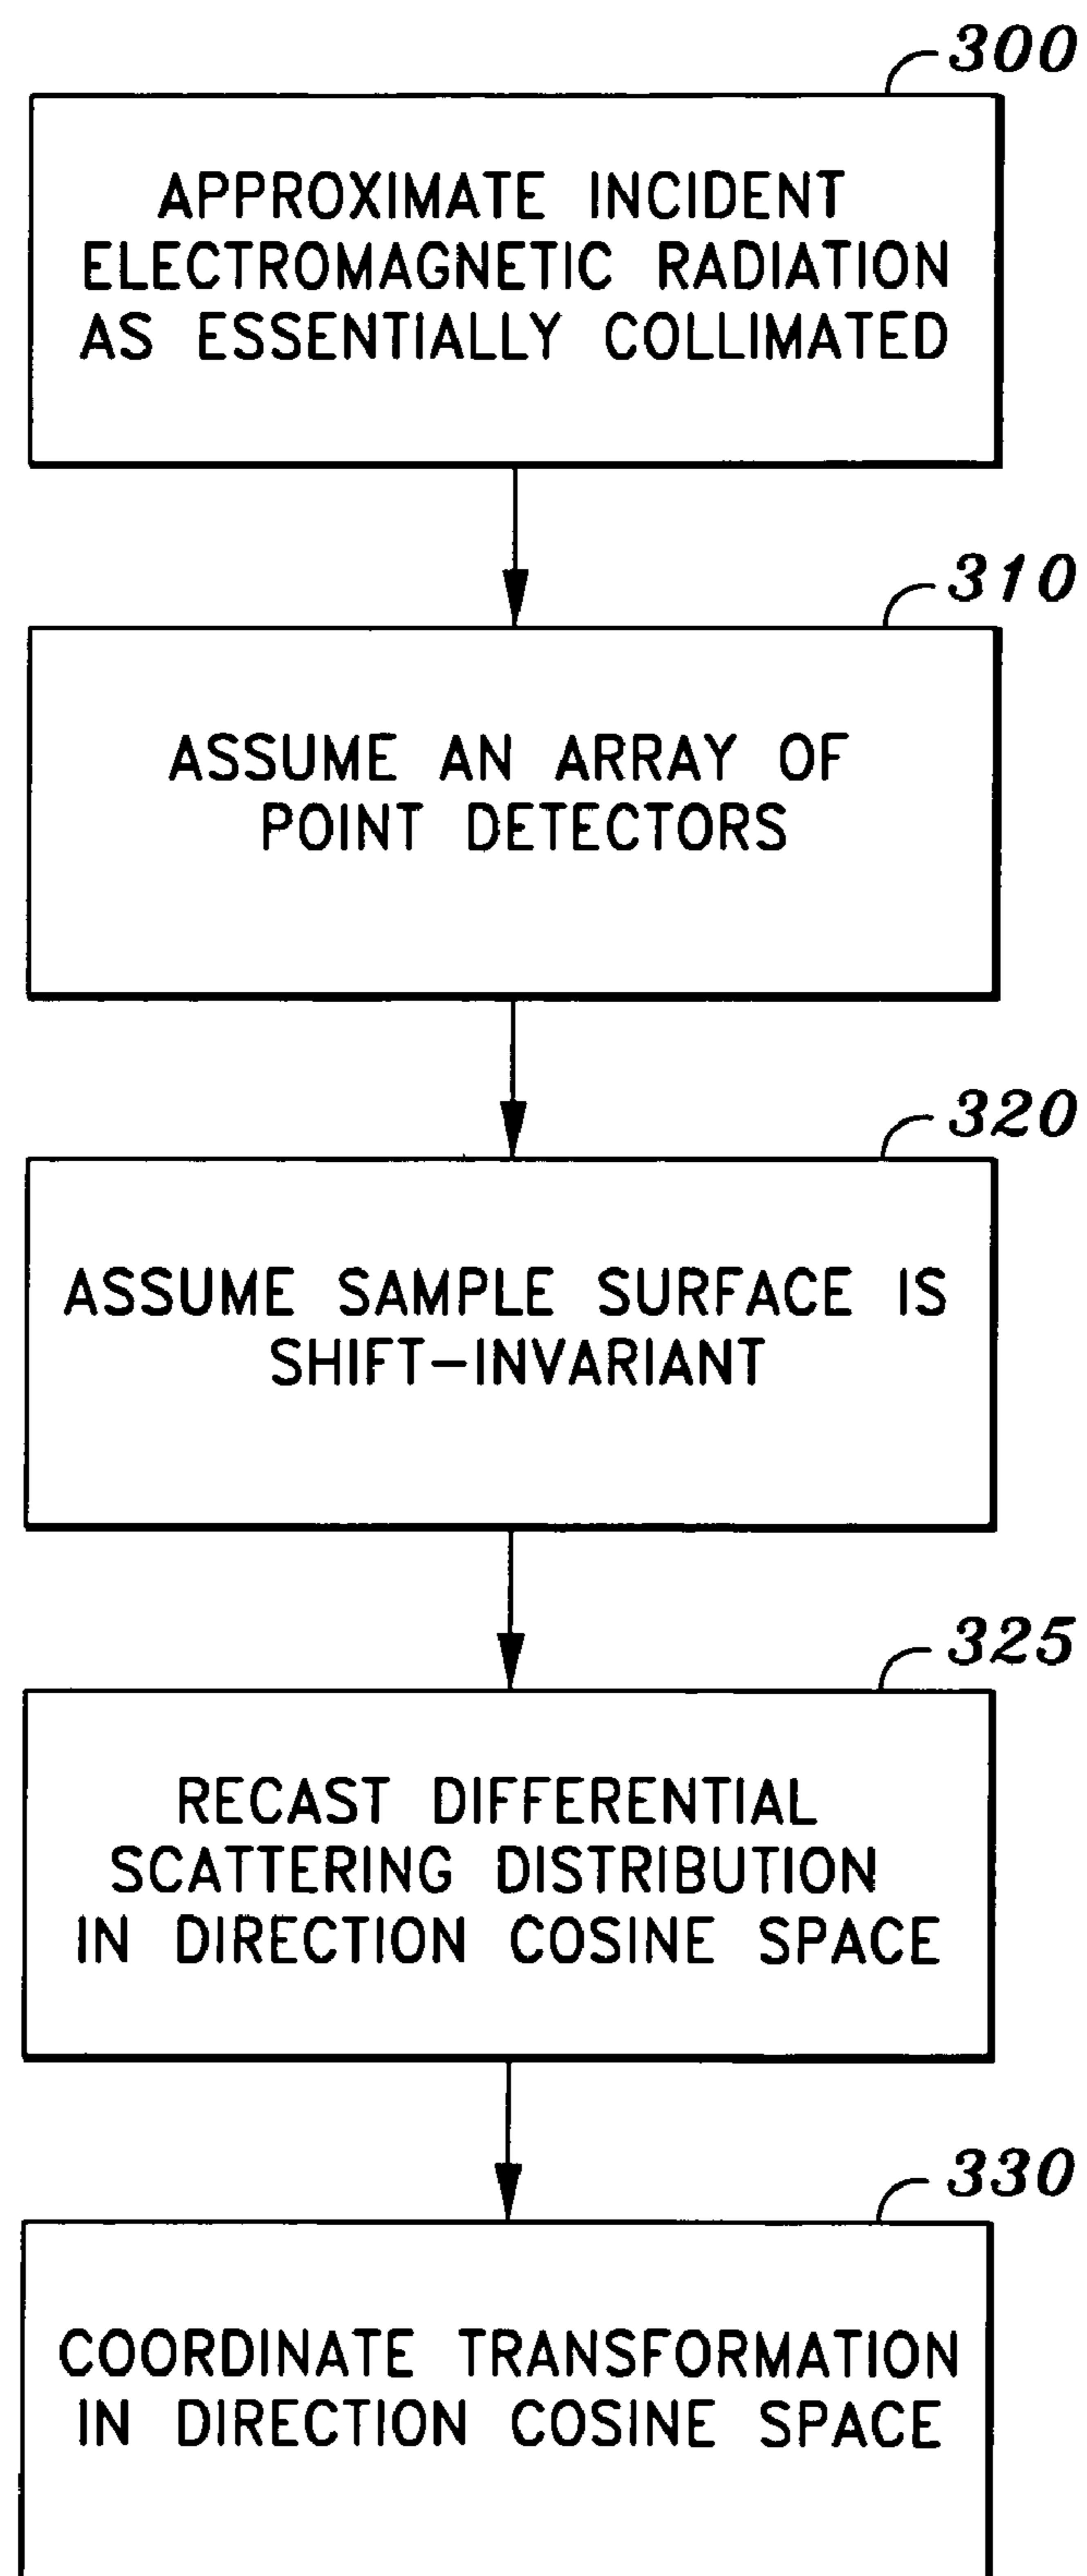 300
APPROXIMATE INCIDENT
ELECTROMAGNETIC RADIATION
AS ESSENTIALLY COLLIMATED
310
ASSUME AN ARRAY OF
POINT DETECTORS
320
ASSUME SAMPLE SURFACE IS
SHIFT-INVARIANT
325
RECAST DIFFERENTIAL
SCATTERING DISTRIBUTION
IN DIRECTION COSINE SPACE
330
COORDINATE TRANSFORMATION
IN DIRECTION COSINE SPACE